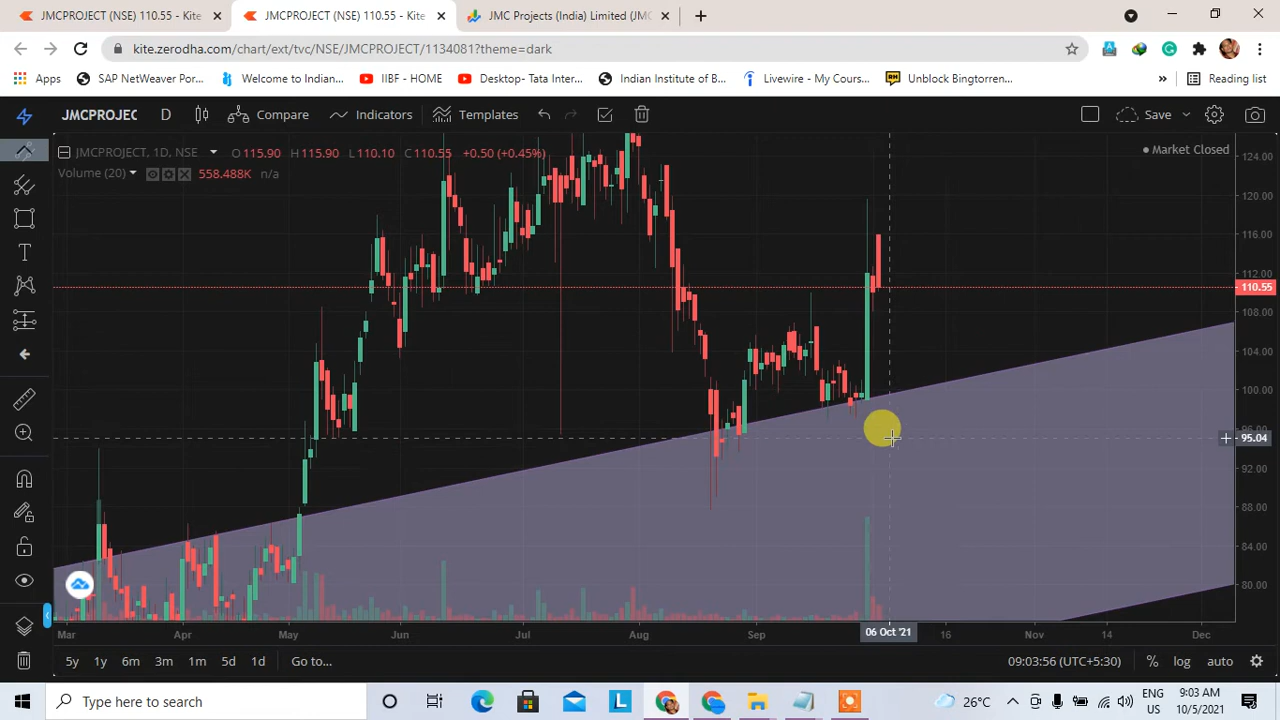 JMCPROJECT (NSE) 110.55 - Kite
JMCPROJECT (NSE) 110.55 - Kite
JMC Projects (India) Limited (JMC
kite.zerodha.com/chart/ext/tvc/NSE/JMCPROJECT/1134081?theme=dark
Apps
SAP NetWeaver Por...
Welcome to Indian...
IIBF - HOME
Desktop- Tata Inter...
Indian Institute of B...
Livewire - My Cours...
Unblock Bingtorren...
»
Reading list
JMCPROJEC
D
Compare
Indicators
Templates
Save
JMCPROJECT, 1D, NSE
O115.90 H115.90 L110.10 C110.55 +0.50 (+0.45%)
Market Closed
Volume (20)
558.488K n/a
124.00
120.00
116.00
112.00
110.55
108.00
104.00
100.00
96.00
95.04
92.00
88.00
84.00
80.00
Mar Apr May Jun Jul Aug Sep 06 Oct '21 16 Nov 14 Dec
5y 1y 6m 3m 1m 5d 1d Go to...
09:03:56 (UTC+5:30) % log auto
Type here to search
L
26°C
ENG
US
9:03 AM
10/5/2021